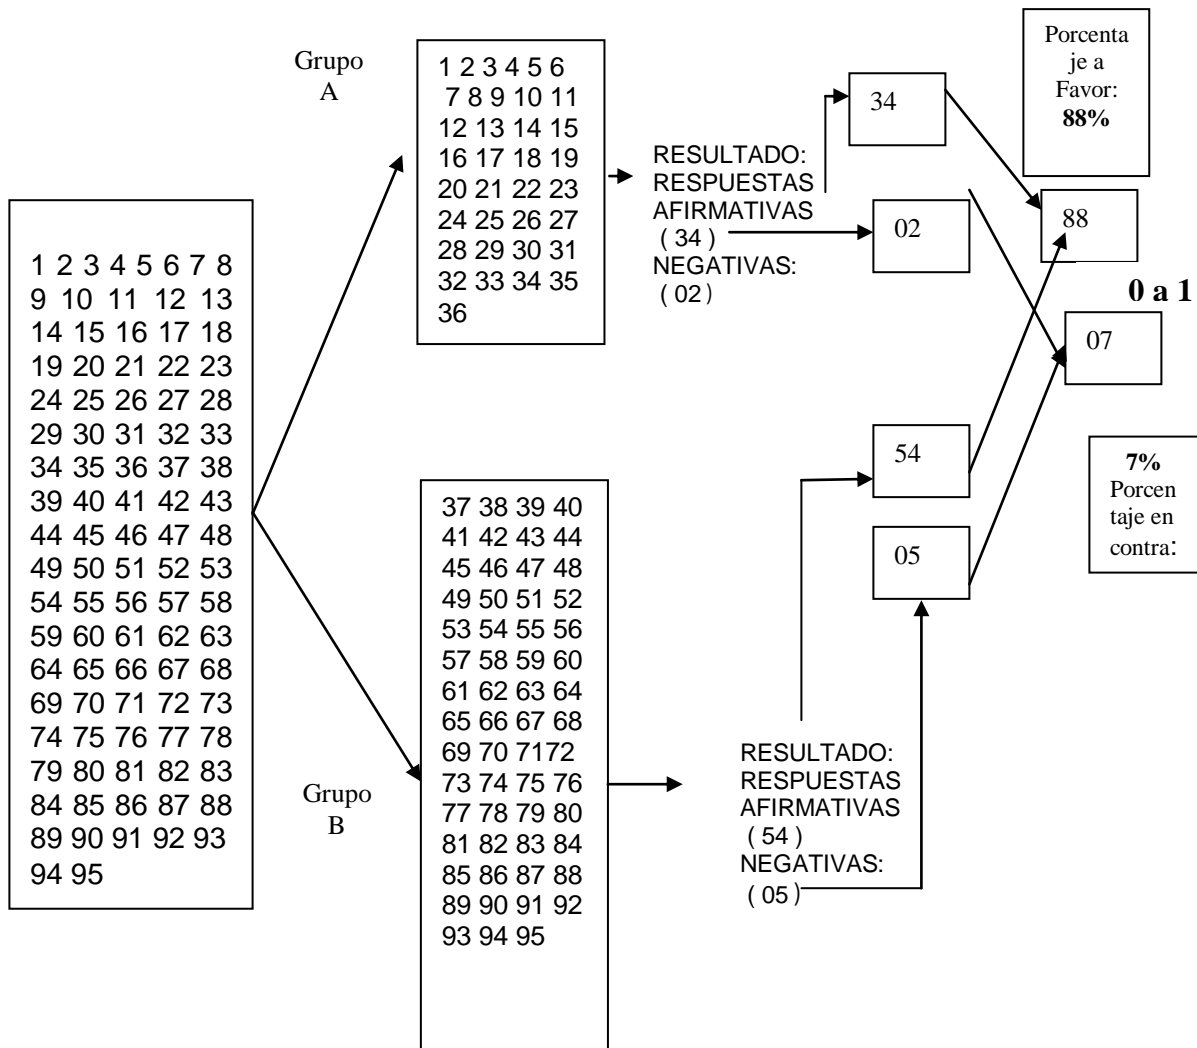 Grupo
A
1 2 3 4 5 6
7 8 9 10 11
12 13 14 15
16 17 18 19
20 21 22 23
24 25 26 27
28 29 30 31
32 33 34 35
36
RESULTADO:
RESPUESTAS
AFIRMATIVAS
( 34 )
NEGATIVAS:
( 02 )
34
02
Porcenta
je a
Favor:
88%
88
0 a 1
07
7%
Porcen
taje en
contra:
1 2 3 4 5 6 7 8
9 10 11 12 13
14 15 16 17 18
19 20 21 22 23
24 25 26 27 28
29 30 31 32 33
34 35 36 37 38
39 40 41 42 43
44 45 46 47 48
49 50 51 52 53
54 55 56 57 58
59 60 61 62 63
64 65 66 67 68
69 70 71 72 73
74 75 76 77 78
79 80 81 82 83
84 85 86 87 88
89 90 91 92 93
94 95
Grupo
B
37 38 39 40
41 42 43 44
45 46 47 48
49 50 51 52
53 54 55 56
57 58 59 60
61 62 63 64
65 66 67 68
69 70 7172
73 74 75 76
77 78 79 80
81 82 83 84
85 86 87 88
89 90 91 92
93 94 95
54
05
RESULTADO:
RESPUESTAS
AFIRMATIVAS
( 54 )
NEGATIVAS:
( 05 )